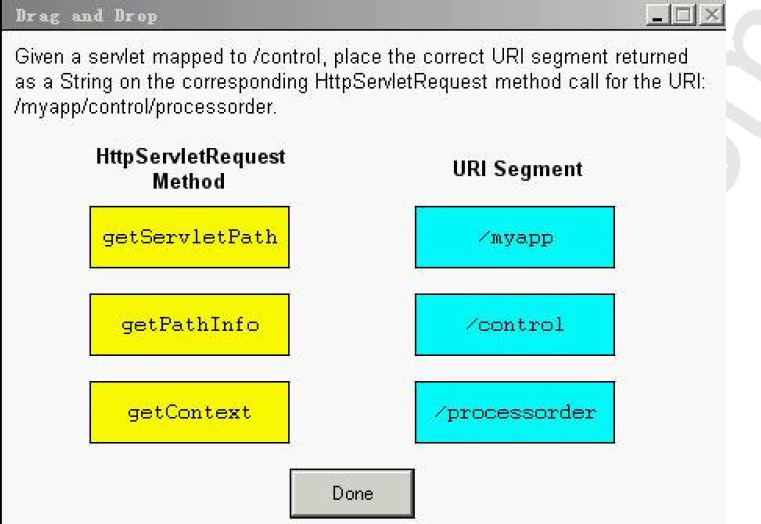 Drag and Drop
Given a servlet mapped to /control, place the correct URI segment returned
as a String on the corresponding HttpServletRequest method call for the URI:
/myapp/control/processorder.
HttpServletRequest
Method
URI Segment
getServletPath
/myapp
getPathInfo
/control
getContext
/processorder
Done